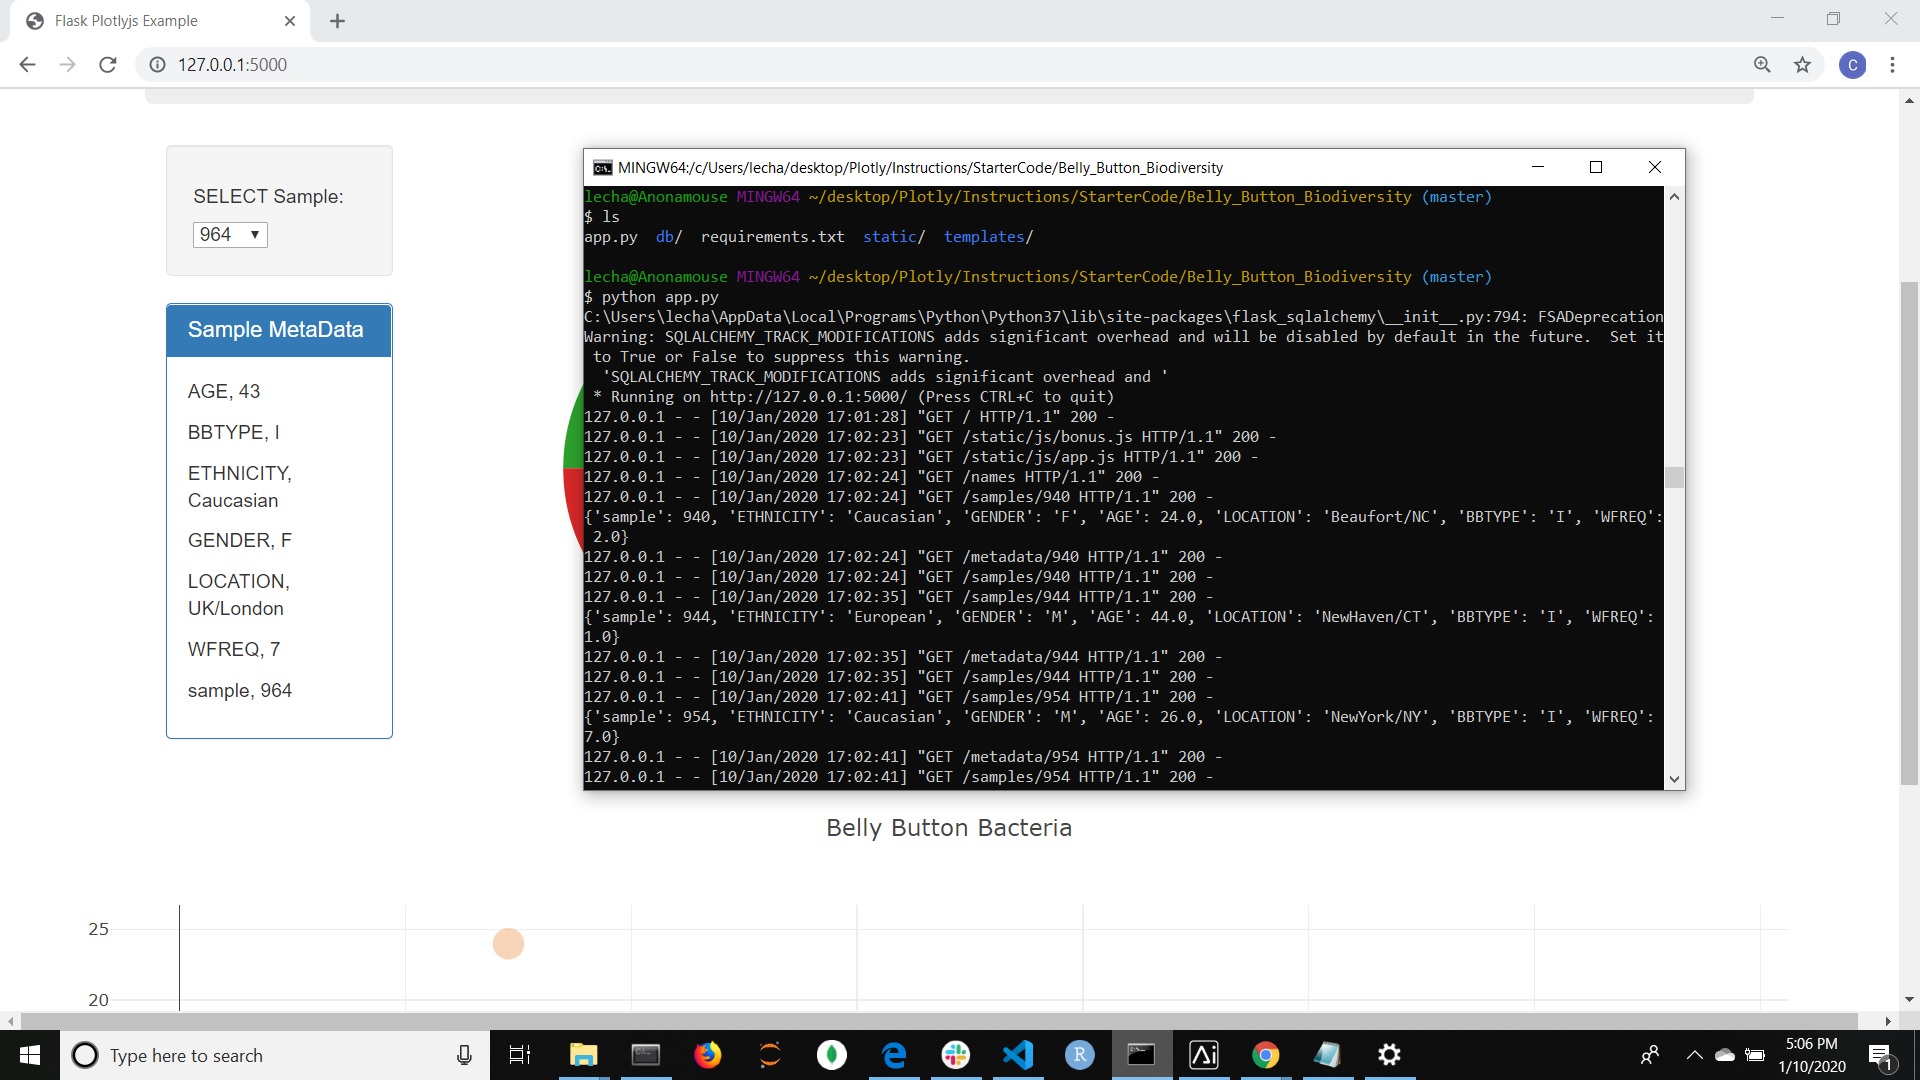 Flask Plotlyjs Example
127.0.0.1:5000
C
SELECT Sample:
964
Sample MetaData
AGE, 43
BBTYPE, I
ETHNICITY,
Caucasian
GENDER, F
LOCATION,
UK/London
WFREQ, 7
sample, 964
MINGW64:/c/Users/lecha/desktop/Plotly/Instructions/StarterCode/Belly_Button_Biodiversity
lecha@Anonamouse MINGW64 ~/desktop/Plotly/Instructions/StarterCode/Belly_Button_Biodiversity (master)
$ ls
app.py db/ requirements.txt static/ templates/
lecha@Anonamouse MINGW64 ~/desktop/Plotly/Instructions/StarterCode/Belly_Button_Biodiversity (master)
$ python app.py
C:\Users\lecha\AppData\Local\Programs\Python\Python37\lib\site-packages\flask_sqlalchemy\__init__.py:794: FSADeprecation
Warning: SQLALCHEMY_TRACK_MODIFICATIONS adds significant overhead and will be disabled by default in the future. Set it
to True or False to suppress this warning.
'SQLALCHEMY_TRACK_MODIFICATIONS adds significant overhead and '
* Running on http://127.0.0.1:5000/ (Press CTRL+C to quit)
127.0.0.1 - - [10/Jan/2020 17:01:28] "GET / HTTP/1.1" 200 -
127.0.0.1 - - [10/Jan/2020 17:02:23] "GET /static/js/bonus.js HTTP/1.1" 200 -
127.0.0.1 - - [10/Jan/2020 17:02:23] "GET /static/js/app.js HTTP/1.1" 200 -
127.0.0.1 - - [10/Jan/2020 17:02:24] "GET /names HTTP/1.1" 200 -
127.0.0.1 - - [10/Jan/2020 17:02:24] "GET /samples/940 HTTP/1.1" 200 -
{'sample': 940, 'ETHNICITY': 'Caucasian', 'GENDER': 'F', 'AGE': 24.0, 'LOCATION': 'Beaufort/NC', 'BBTYPE': 'I', 'WFREQ':
2.0}
127.0.0.1 - - [10/Jan/2020 17:02:24] "GET /metadata/940 HTTP/1.1" 200 -
127.0.0.1 - - [10/Jan/2020 17:02:24] "GET /samples/940 HTTP/1.1" 200 -
127.0.0.1 - - [10/Jan/2020 17:02:35] "GET /samples/944 HTTP/1.1" 200 -
{'sample': 944, 'ETHNICITY': 'European', 'GENDER': 'M', 'AGE': 44.0, 'LOCATION': 'NewHaven/CT', 'BBTYPE': 'I', 'WFREQ':
1.0}
127.0.0.1 - - [10/Jan/2020 17:02:35] "GET /metadata/944 HTTP/1.1" 200 -
127.0.0.1 - - [10/Jan/2020 17:02:35] "GET /samples/944 HTTP/1.1" 200 -
127.0.0.1 - - [10/Jan/2020 17:02:41] "GET /samples/954 HTTP/1.1" 200 -
{'sample': 954, 'ETHNICITY': 'Caucasian', 'GENDER': 'M', 'AGE': 26.0, 'LOCATION': 'NewYork/NY', 'BBTYPE': 'I', 'WFREQ':
7.0}
127.0.0.1 - - [10/Jan/2020 17:02:41] "GET /metadata/954 HTTP/1.1" 200 -
127.0.0.1 - - [10/Jan/2020 17:02:41] "GET /samples/954 HTTP/1.1" 200 -
Belly Button Bacteria
25
20
Type here to search
R
Ai
5:06 PM
1/10/2020
1